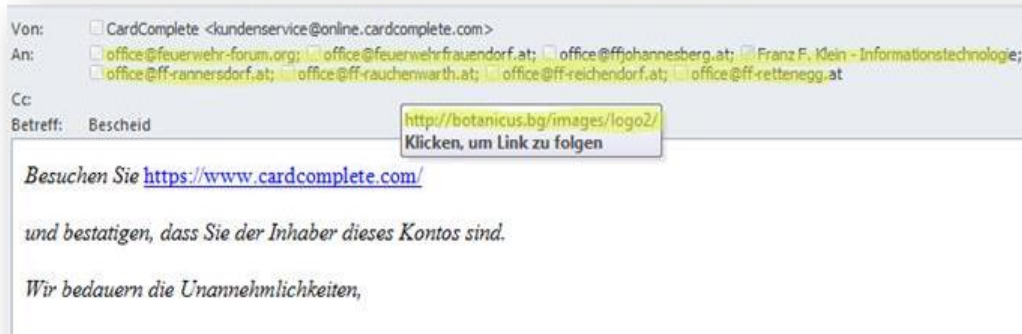 Von: CardComplete <kundenservice@online.cardcomplete.com>
An: office@feuerwehr-forum.org; office@feuerwehrfrauendorf.at; office@ffjohannesberg.at; Franz F. Klein - Informationstechnologie;
office@ff-rannersdorf.at; office@ff-rauchenwarth.at; office@ff-reichendorf.at; office@ff-rettenegg.at
Cc:
Betreff: Bescheid
http://botanicus.bg/images/logo2/
Klicken, um Link zu folgen
Besuchen Sie https://www.cardcomplete.com/
und bestatigen, dass Sie der Inhaber dieses Kontos sind.
Wir bedauern die Unannehmlichkeiten,